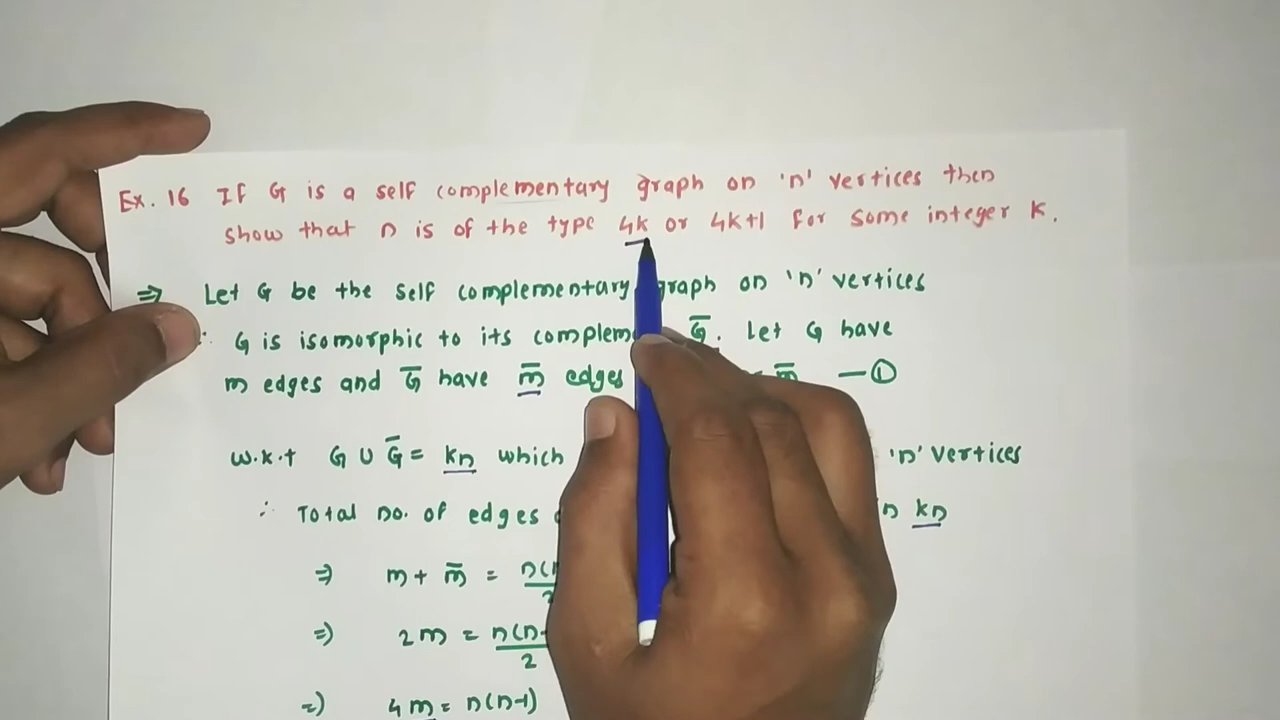 Ex. 16 If G is a self complementary graph on 'n' vertices then
show that n is of the type 4k or 4k+1 for some integer k.
⇒ Let G be the self complementary graph on 'n' vertices
∴ G is isomorphic to its complem G̅. Let G have
m edges and G̅ have m̅ edges m̅ —①
w.k.t G ∪ G̅ = kn which 'n' vertices
∴ Total no. of edges n kn
⇒ m + m̅ = n(
⇒) 2m = n(n-/2
=) 4m = n(n-1)